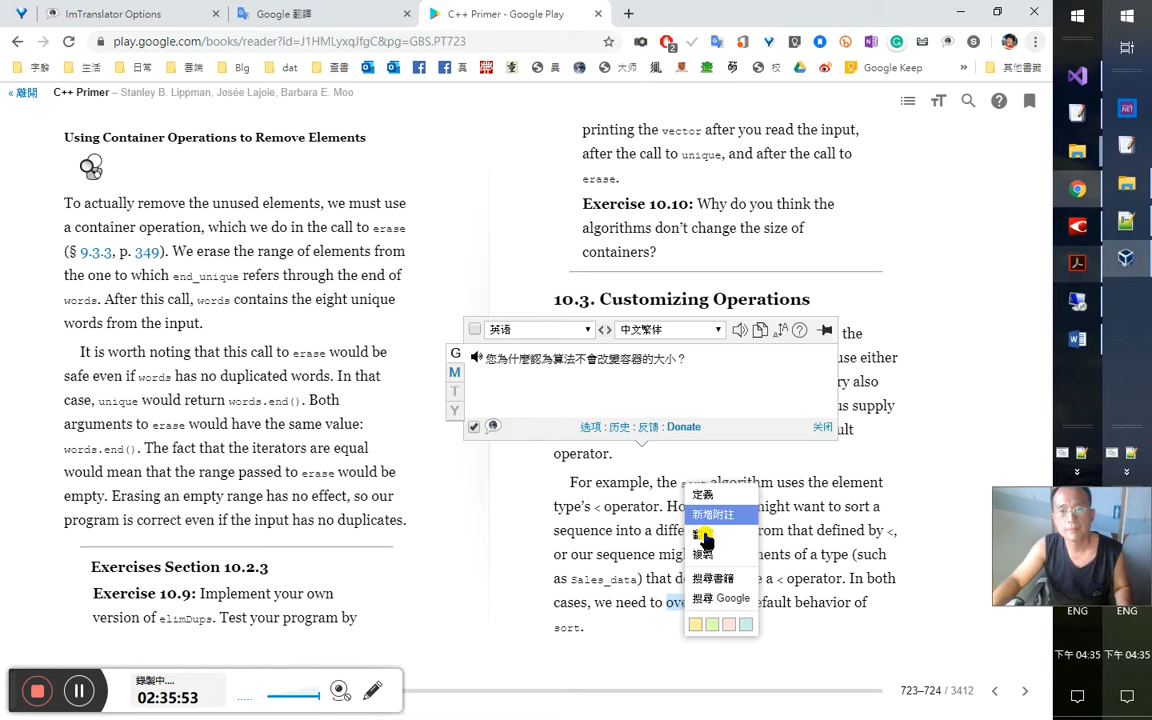 ImTranslator Options
Google 翻譯
C++ Primer - Google Play
play.google.com/books/reader?id=J1HMLyxqJfgC&pg=GBS.PT723
2
字辭
生活
日常
雲端
Blg
dat
查書
真
異
大师
校
Google Keep
»
其他書籤
« 離開 C++ Primer – Stanley B. Lippman, Josée Lajoie, Barbara E. Moo
Using Container Operations to Remove Elements
To actually remove the unused elements, we must use
a container operation, which we do in the call to erase
(§ 9.3.3, p. 349). We erase the range of elements from
the one to which end_unique refers through the end of
words. After this call, words contains the eight unique
words from the input.
It is worth noting that this call to erase would be
safe even if words has no duplicated words. In that
case, unique would return words.end(). Both
arguments to erase would have the same value:
words.end(). The fact that the iterators are equal
would mean that the range passed to erase would be
empty. Erasing an empty range has no effect, so our
program is correct even if the input has no duplicates.
Exercises Section 10.2.3
Exercise 10.9: Implement your own
version of elimDups. Test your program by
printing the vector after you read the input,
after the call to unique, and after the call to
erase.
Exercise 10.10: Why do you think the
algorithms don't change the size of
containers?
10.3. Customizing Operations
the
use either
ry also
us supply
ult
英语
中文繁体
G
M
T
Y
您為什麼認為算法不會改變容器的大小？
选项 : 历史 : 反馈 : Donate
关闭
operator.
For example, the algorithm uses the element
type's < operator. Ho might want to sort a
sequence into a diffe from that defined by <,
or our sequence mig ents of a type (such
as Sales_data) that d e a < operator. In both
cases, we need to ove efault behavior of
sort.
定義
新增附註
複製
搜尋書籍
搜尋 Google
723–724 / 3412
錄製中....
02:35:53
ENG
ENG
下午 04:35
下午 04:35